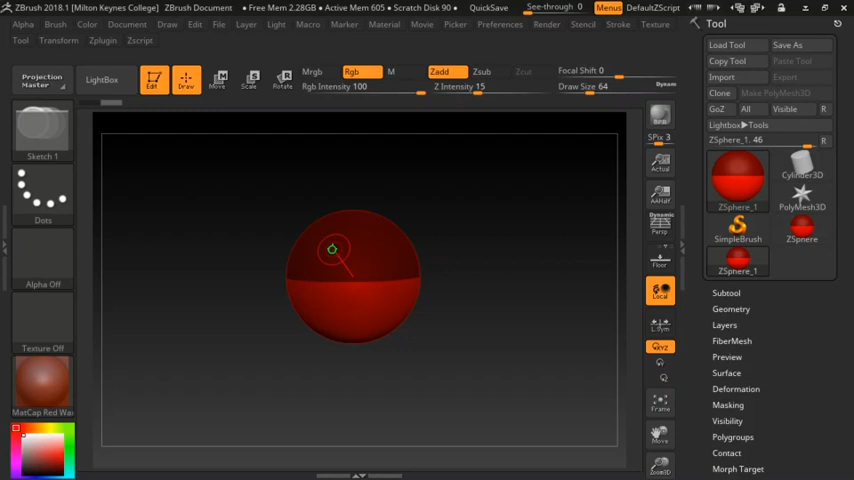 ZBrush 2018.1 [Milton Keynes College] ZBrush Document • Free Mem 2.28GB • Active Mem 605 • Scratch Disk 90 • QuickSave See-through 0 Menus DefaultZScript
Alpha Brush Color Document Draw Edit File Layer Light Macro Marker Material Movie Picker Preferences Render Stencil Stroke Texture
Tool Transform Zplugin Zscript
Projection Master
LightBox
Edit
Draw
Move
Scale
Rotate
Mrgb Rgb M
Rgb Intensity 100
Zadd Zsub Zcut
Z Intensity 15
Focal Shift 0
Draw Size 64
Dynam
Sketch 1
Dots
Alpha Off
Texture Off
MatCap Red Wax
BPR
SPix 3
Actual
AAHalf
Dynamic
Persp
Floor
Local
L.Sym
XYZ
Frame
Move
Zoom3D
Tool
Load Tool Save As
Copy Tool Paste Tool
Import Export
Clone Make PolyMesh3D
GoZ All Visible R
Lightbox▶Tools
ZSphere_1. 46 R
ZSphere_1
Cylinder3D
PolyMesh3D
SimpleBrush
ZSphere
ZSphere_1
Subtool
Geometry
Layers
FiberMesh
Preview
Surface
Deformation
Masking
Visibility
Polygroups
Contact
Morph Target